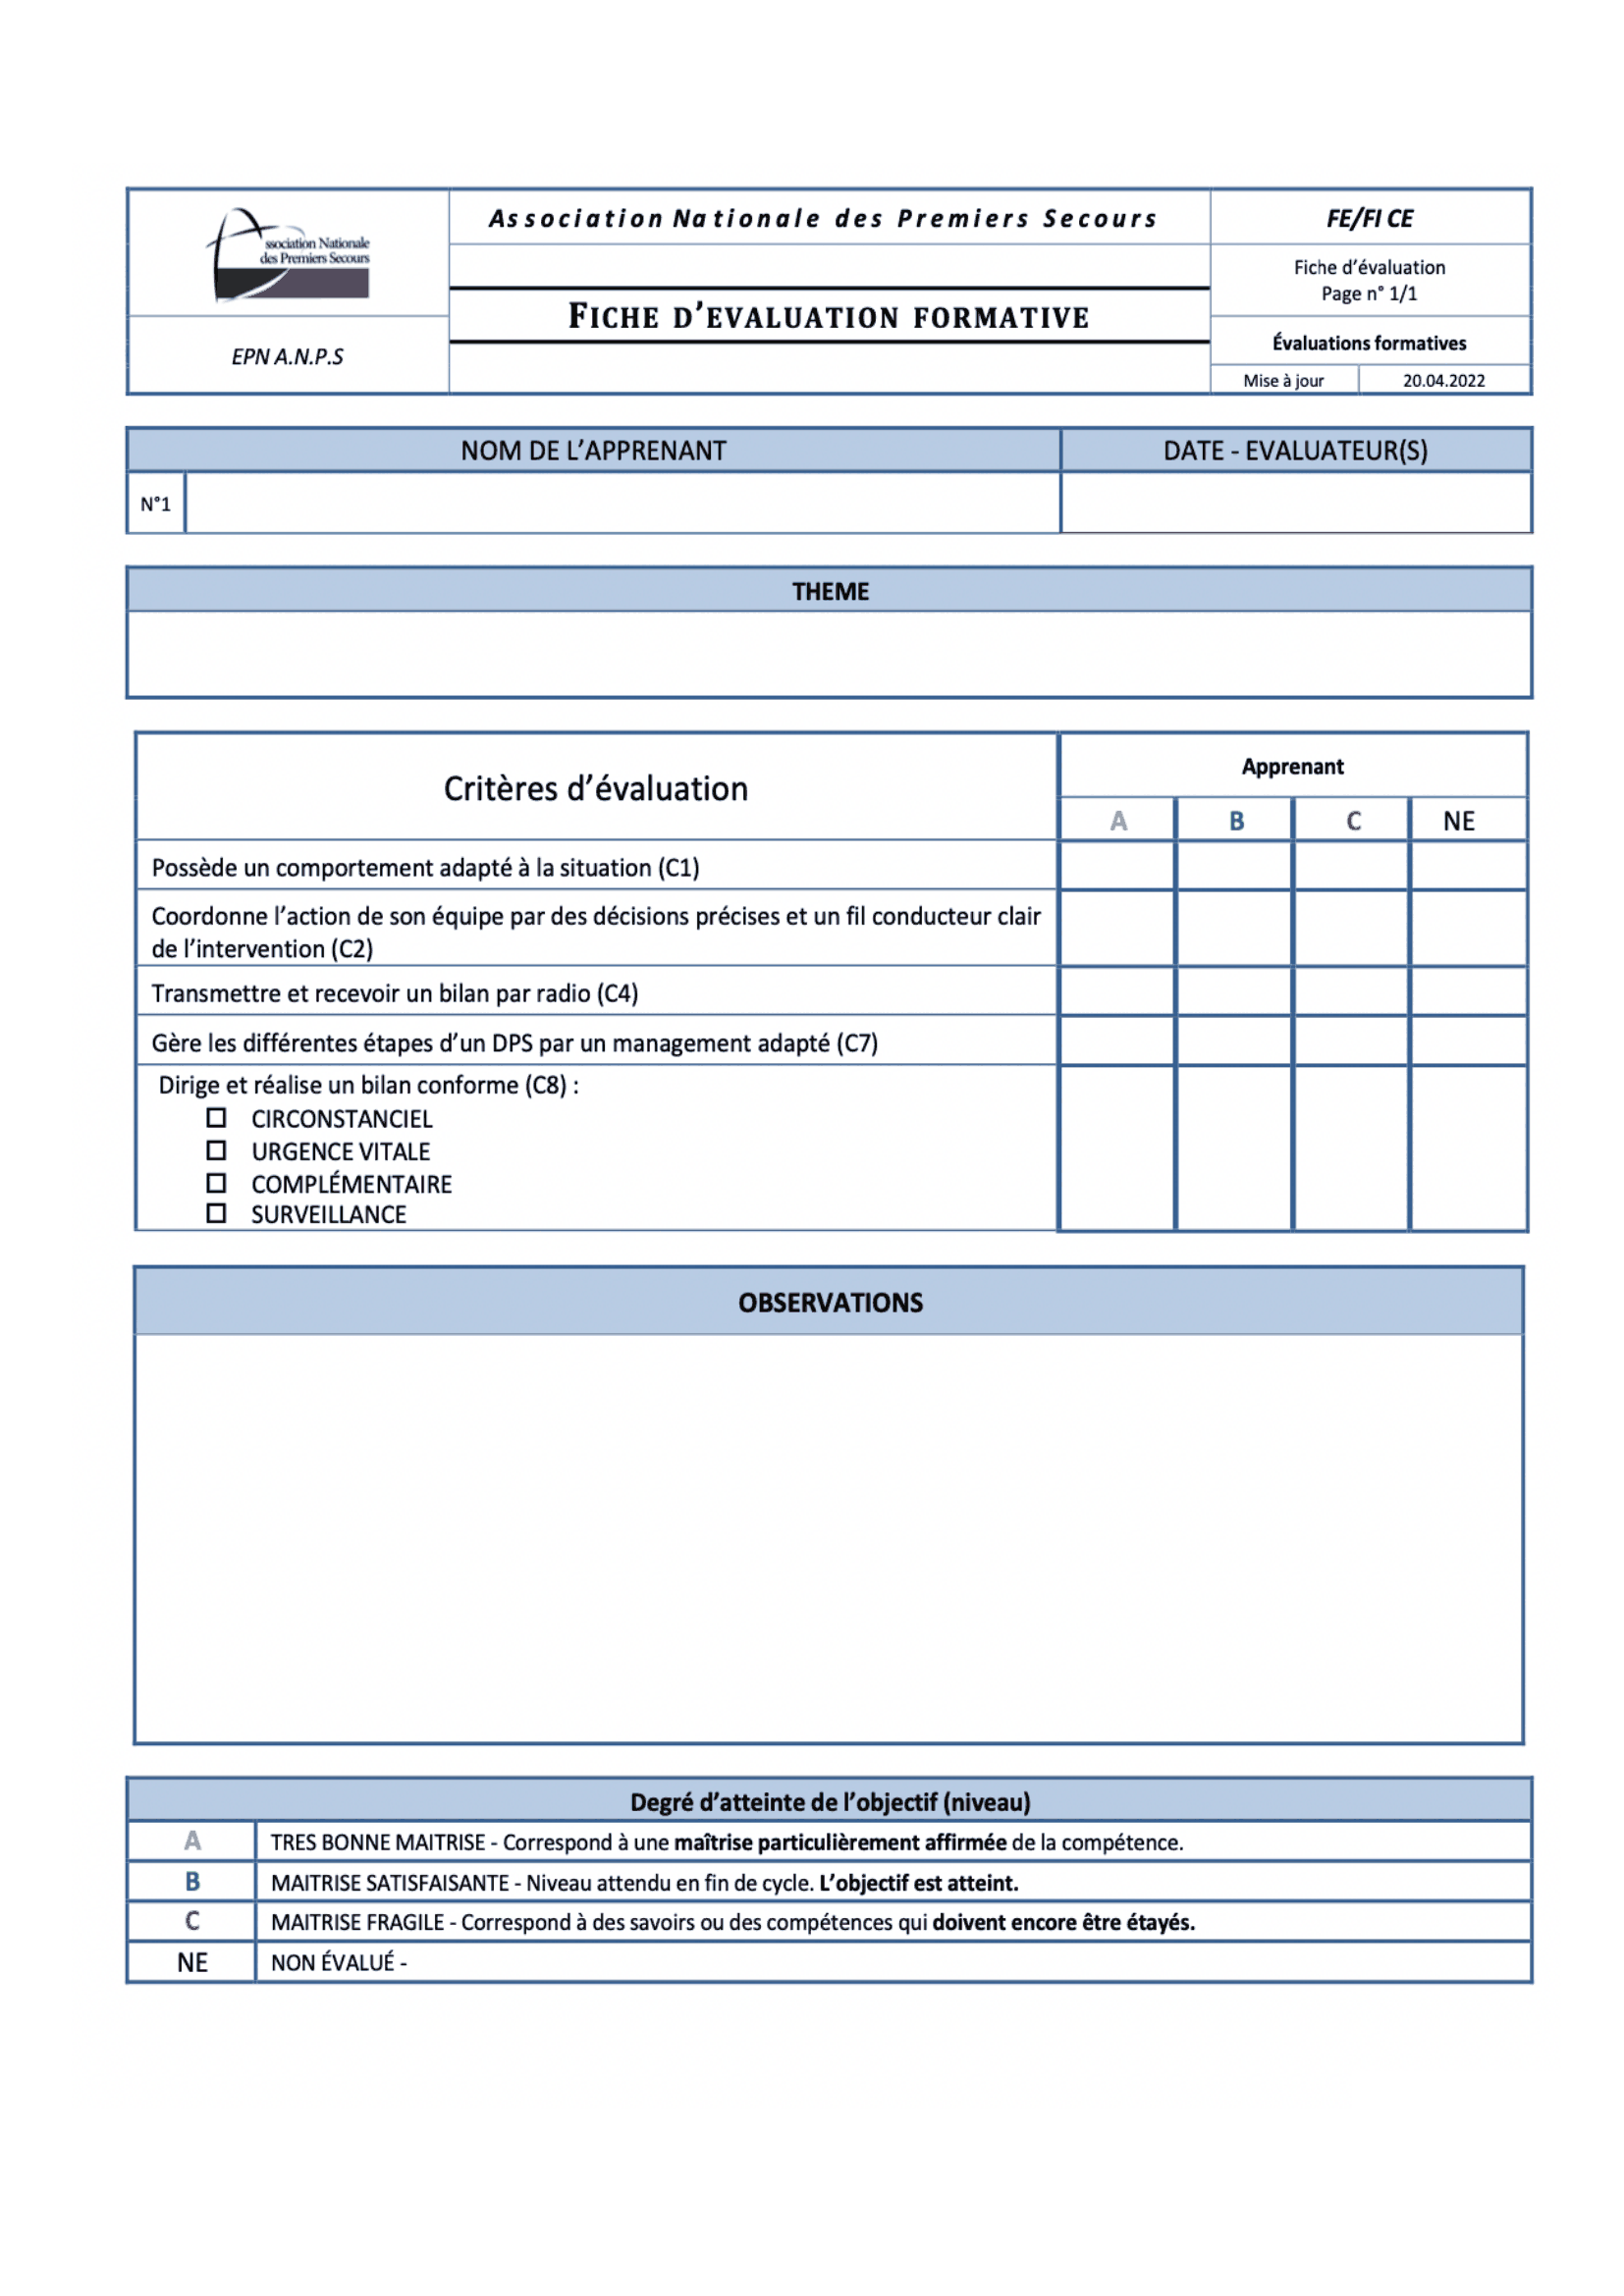 ssociation Nationale
des Premiers Secours
EPN A.N.P.S
Association Nationale des Premiers Secours
FICHE D’EVALUATION FORMATIVE
FE/FI CE
Fiche d’évaluation
Page n° 1/1
Évaluations formatives
Mise à jour 20.04.2022
NOM DE L’APPRENANT DATE - EVALUATEUR(S)
N°1
THEME
Critères d’évaluation
Apprenant
A B C NE
Possède un comportement adapté à la situation (C1)
Coordonne l’action de son équipe par des décisions précises et un fil conducteur clair
de l’intervention (C2)
Transmettre et recevoir un bilan par radio (C4)
Gère les différentes étapes d’un DPS par un management adapté (C7)
Dirige et réalise un bilan conforme (C8) :
☐ CIRCONSTANCIEL
☐ URGENCE VITALE
☐ COMPLÉMENTAIRE
☐ SURVEILLANCE
OBSERVATIONS
Degré d’atteinte de l’objectif (niveau)
A TRES BONNE MAITRISE - Correspond à une maîtrise particulièrement affirmée de la compétence.
B MAITRISE SATISFAISANTE - Niveau attendu en fin de cycle. L’objectif est atteint.
C MAITRISE FRAGILE - Correspond à des savoirs ou des compétences qui doivent encore être étayés.
NE NON ÉVALUÉ -